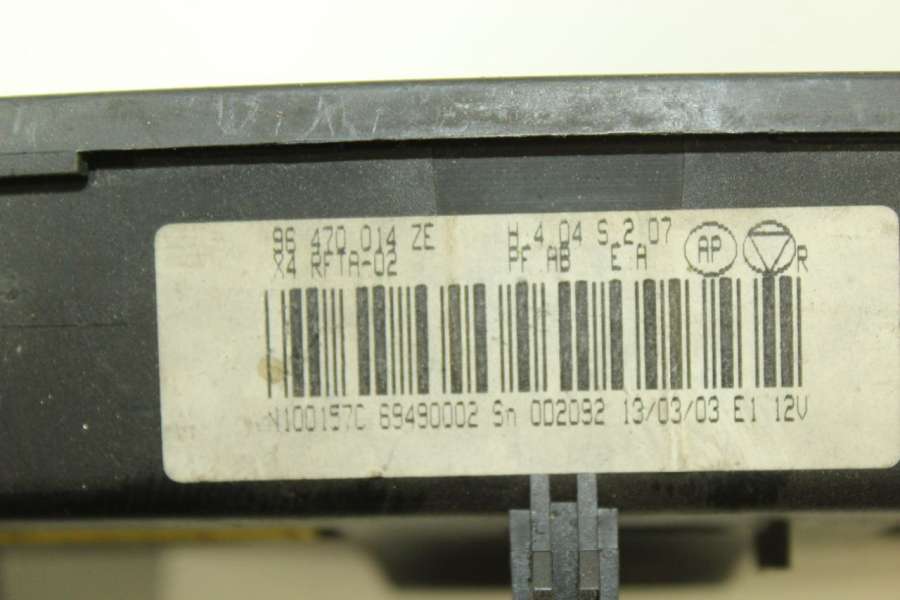 96 470 014 ZE H.4.04 S.2.07
X4 RFTA-02 PF.AB E.A AP R
N100157C 69490002 Sn 002092 13/03/03 E1 12V